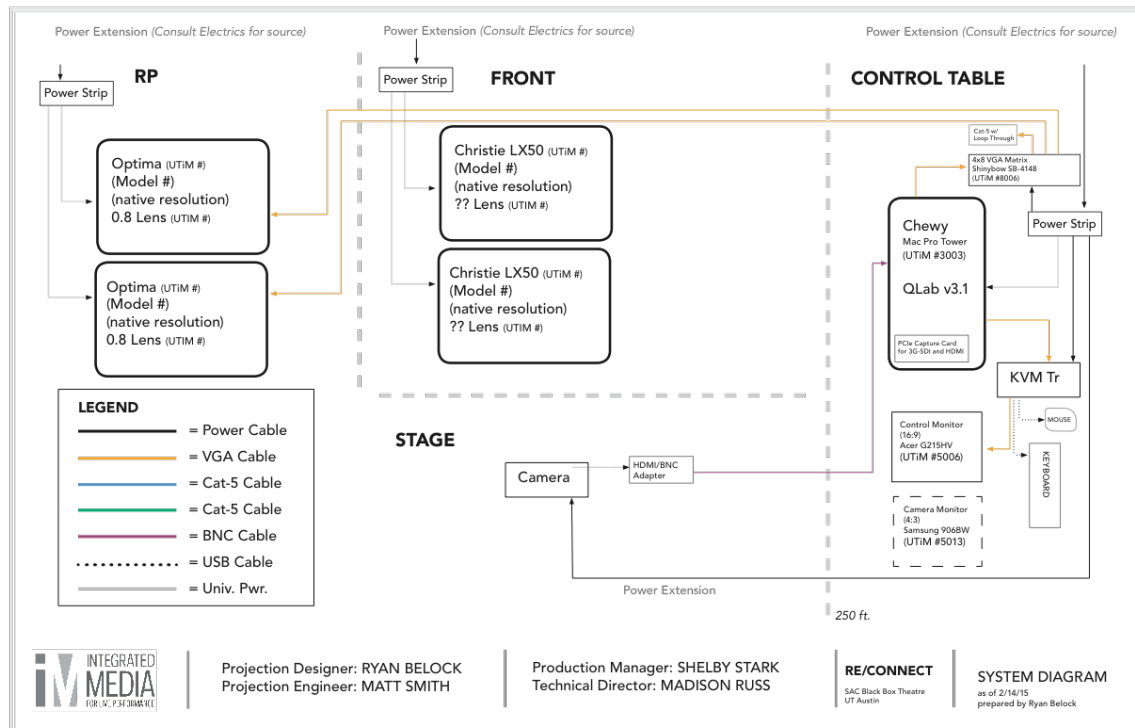 Power Extension (Consult Electrics for source)
Power Extension (Consult Electrics for source)
Power Extension (Consult Electrics for source)
RP
FRONT
CONTROL TABLE
Power Strip
Power Strip
Optima (UTiM #)
(Model #)
(native resolution)
0.8 Lens (UTIM #)
Optima (UTiM #)
(Model #)
(native resolution)
0.8 Lens (UTIM #)
Christie LX50 (UTiM #)
(Model #)
(native resolution)
?? Lens (UTIM #)
Christie LX50 (UTiM #)
(Model #)
(native resolution)
?? Lens (UTIM #)
Cat-5 w/
Loop Through
4x8 VGA Matrix
Shinybow SB-4148
(UTiM #8006)
Power Strip
Chewy
Mac Pro Tower
(UTiM #3003)
QLab v3.1
PCIe Capture Card
for 3G-SDI and HDMI
KVM Tr
MOUSE
KEYBOARD
Control Monitor
(16:9)
Acer G215HV
(UTiM #5006)
Camera Monitor
(4:3)
Samsung 906BW
(UTiM #5013)
LEGEND
= Power Cable
= VGA Cable
= Cat-5 Cable
= Cat-5 Cable
= BNC Cable
= USB Cable
= Univ. Pwr.
STAGE
Camera
HDMI/BNC
Adapter
Power Extension
250 ft.
iM
INTEGRATED
MEDIA
FOR LIVE PERFORMANCE
Projection Designer: RYAN BELOCK
Projection Engineer: MATT SMITH
Production Manager: SHELBY STARK
Technical Director: MADISON RUSS
RE/CONNECT
SAC Black Box Theatre
UT Austin
SYSTEM DIAGRAM
as of 2/14/15
prepared by Ryan Belock